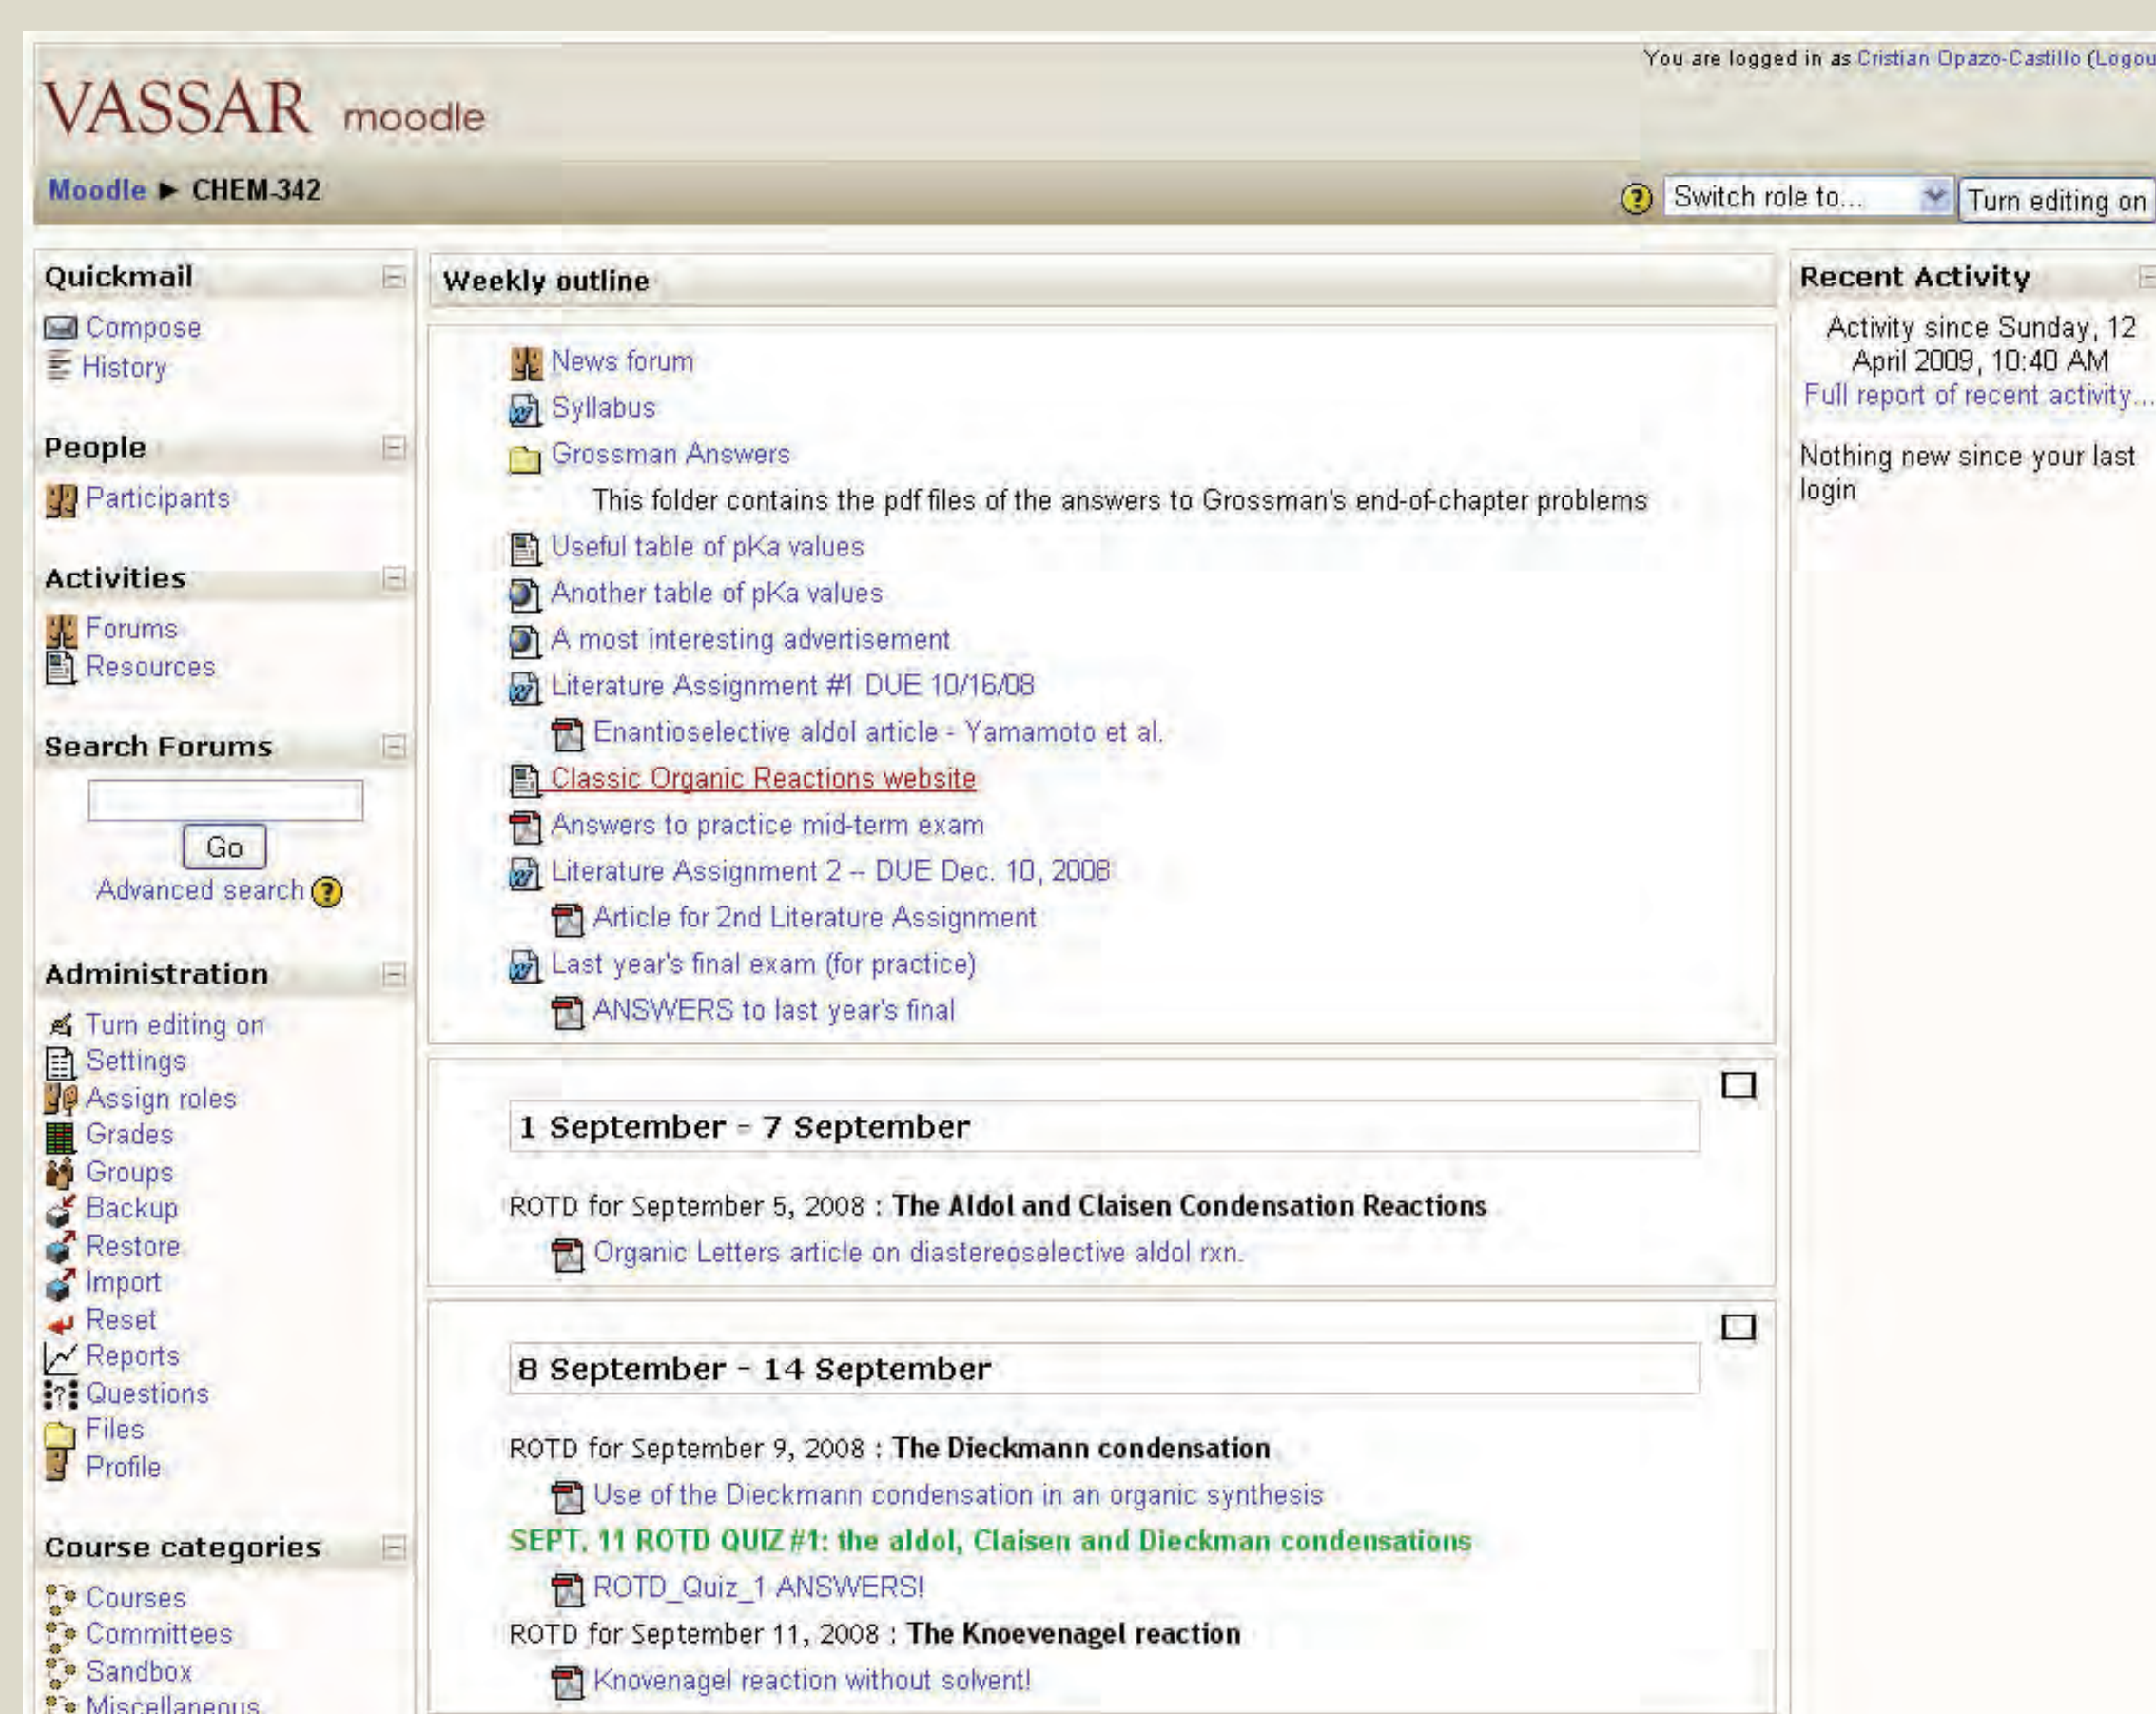 You are logged in as Cristian Opazo-Castillo (Logou
VASSAR moodle
Moodle ► CHEM-342
Switch role to...
Turn editing on
Quickmail
Compose
History
People
Participants
Activities
Forums
Resources
Search Forums
Go
Advanced search
Administration
Turn editing on
Settings
Assign roles
Grades
Groups
Backup
Restore
Import
Reset
Reports
Questions
Files
Profile
Course categories
Courses
Committees
Sandbox
Miscellaneous
Weekly outline
News forum
Syllabus
Grossman Answers
This folder contains the pdf files of the answers to Grossman's end-of-chapter problems
Useful table of pKa values
Another table of pKa values
A most interesting advertisement
Literature Assignment #1 DUE 10/16/08
Enantioselective aldol article - Yamamoto et al.
Classic Organic Reactions website
Answers to practice mid-term exam
Literature Assignment 2 -- DUE Dec. 10, 2008
Article for 2nd Literature Assignment
Last year's final exam (for practice)
ANSWERS to last year's final
1 September - 7 September
ROTD for September 5, 2008 : The Aldol and Claisen Condensation Reactions
Organic Letters article on diastereoselective aldol rxn.
8 September - 14 September
ROTD for September 9, 2008 : The Dieckmann condensation
Use of the Dieckmann condensation in an organic synthesis
SEPT. 11 ROTD QUIZ #1: the aldol, Claisen and Dieckman condensations
ROTD_Quiz_1 ANSWERS!
ROTD for September 11, 2008 : The Knoevenagel reaction
Knovenagel reaction without solvent!
Recent Activity
Activity since Sunday, 12
April 2009, 10:40 AM
Full report of recent activity...
Nothing new since your last
login